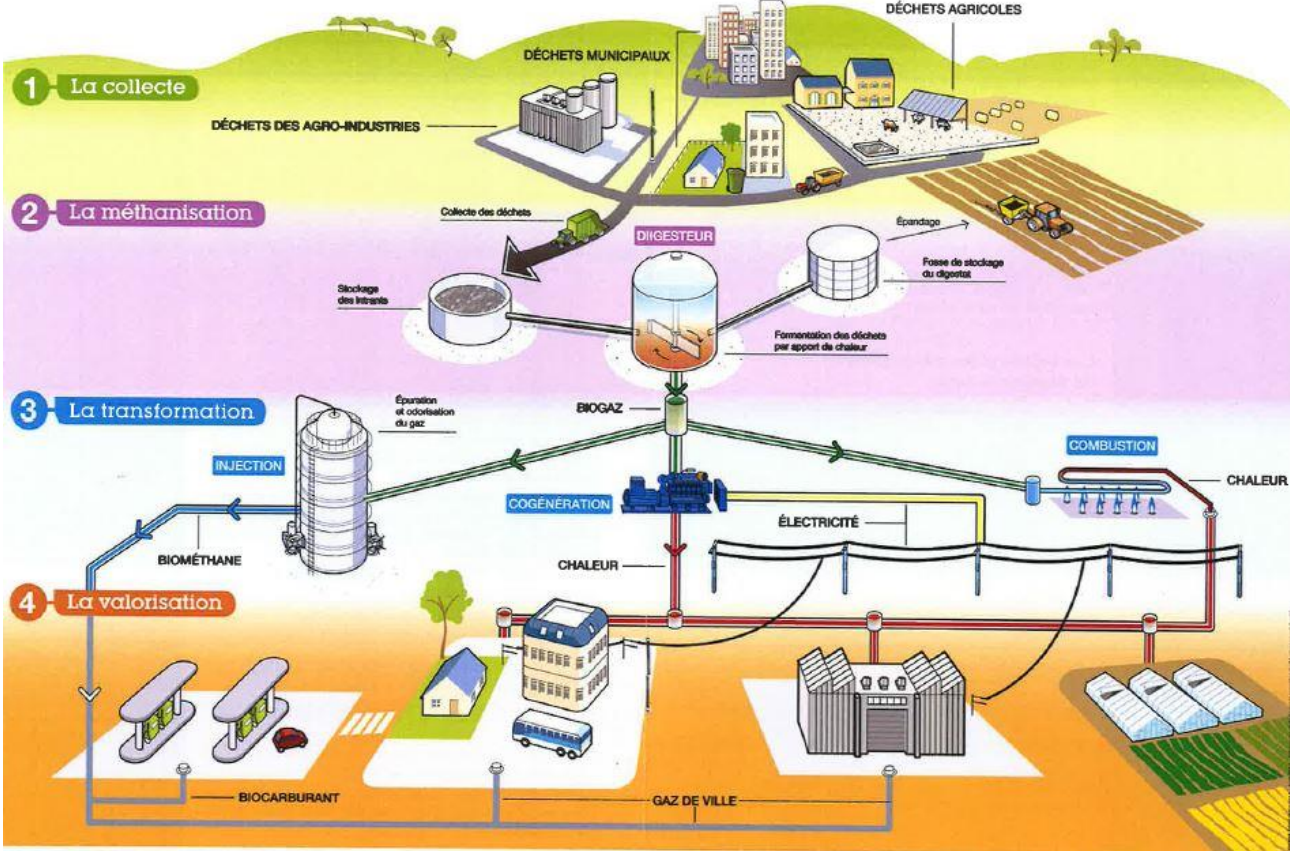 DÉCHETS AGRICOLES
DÉCHETS MUNICIPAUX
1 La collecte
DÉCHETS DES AGRO-INDUSTRIES
2 La méthanisation
Collecte des déchets
DIIGESTEUR
Épandage
Fosse de stockage
du digestat
Stockage
des intrants
Fermentation des déchets
par apport de chaleur
3 La transformation
Épuration
et odorisation
du gaz
BIOGAZ
INJECTION
COMBUSTION
CHALEUR
COGÉNÉRATION
ÉLECTRICITÉ
BIOMÉTHANE
CHALEUR
4 La valorisation
BIOCARBURANT
GAZ DE VILLE